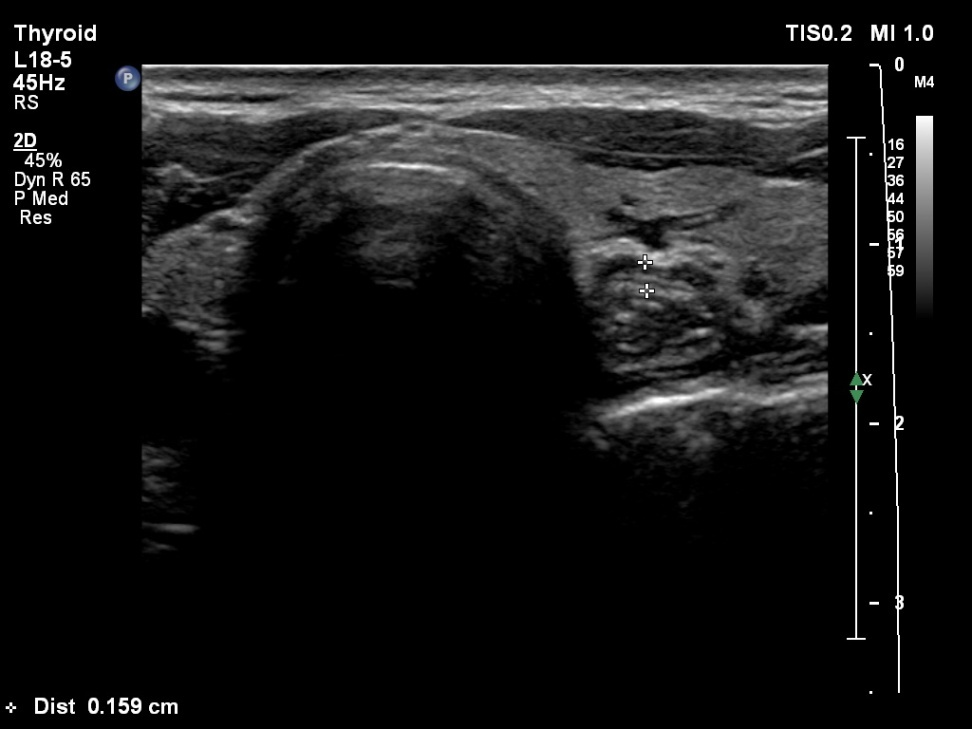 Thyroid
TIS0.2 MI 1.0
L18-5
45Hz
RS
2D
45%
Dyn R 65
P Med
Res
P
0
M4
16
27
36
44
50
56
1
57
59
X
2
3
Dist 0.159 cm